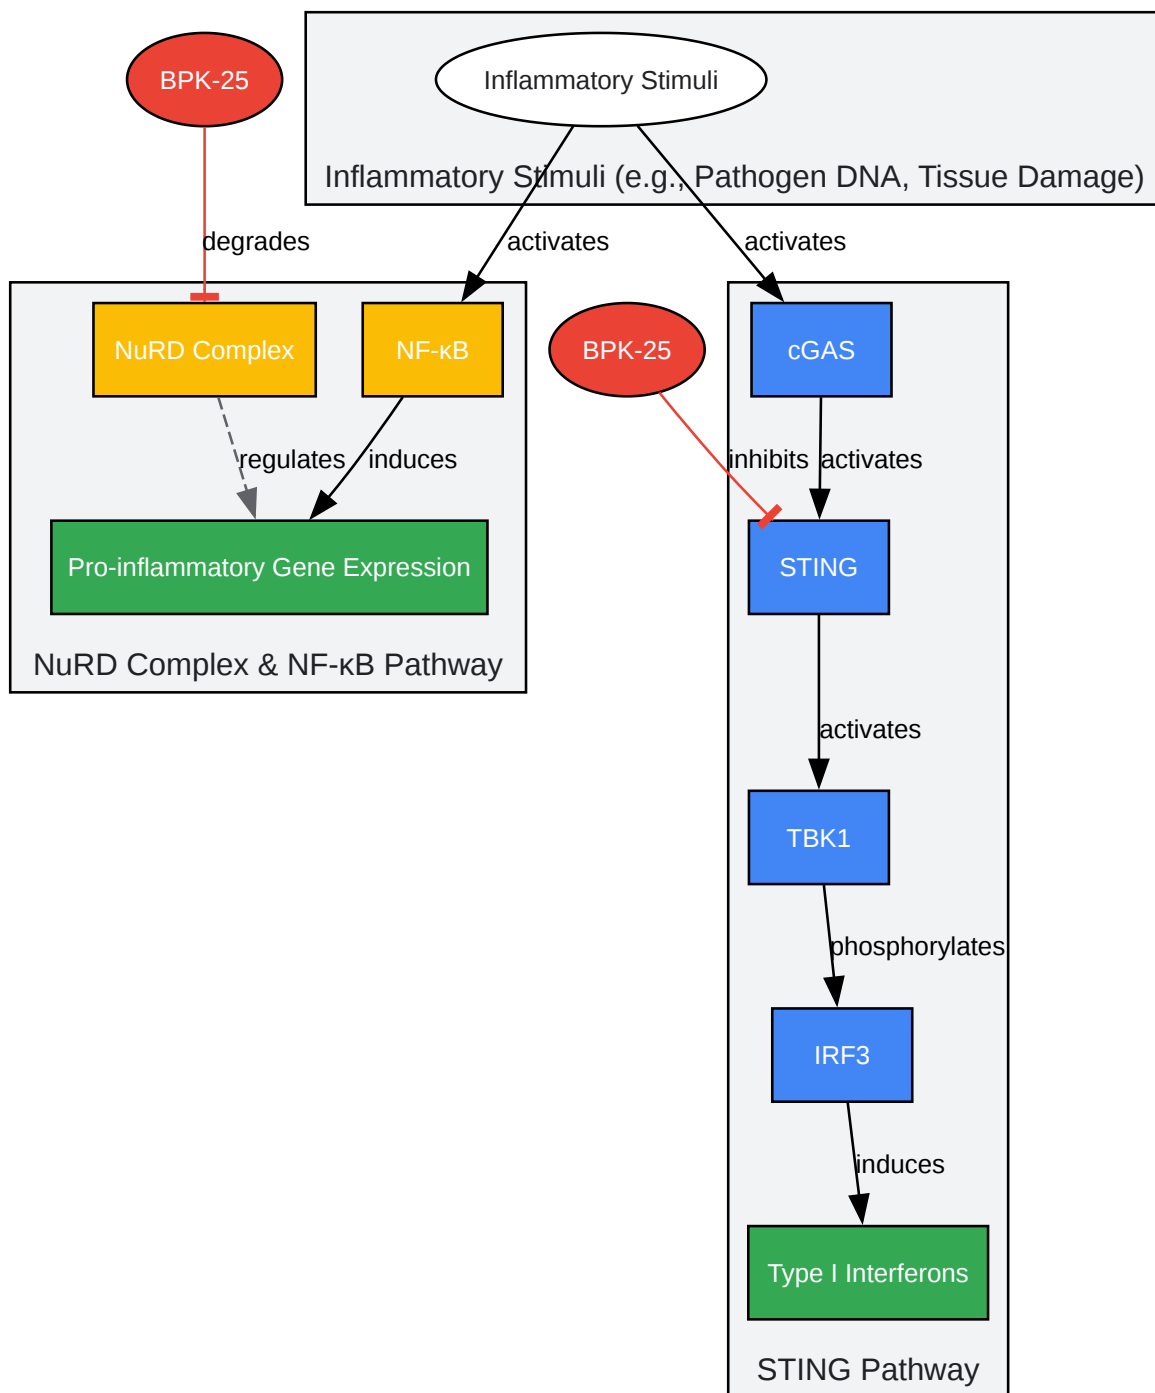 BPK-25
Inflammatory Stimuli
Inflammatory Stimuli (e.g., Pathogen DNA, Tissue Damage)
degrades
activates
activates
NuRD Complex
NF-κB
BPK-25
cGAS
regulates
induces
inhibits
activates
Pro-inflammatory Gene Expression
STING
NuRD Complex & NF-κB Pathway
activates
TBK1
phosphorylates
IRF3
induces
Type I Interferons
STING Pathway